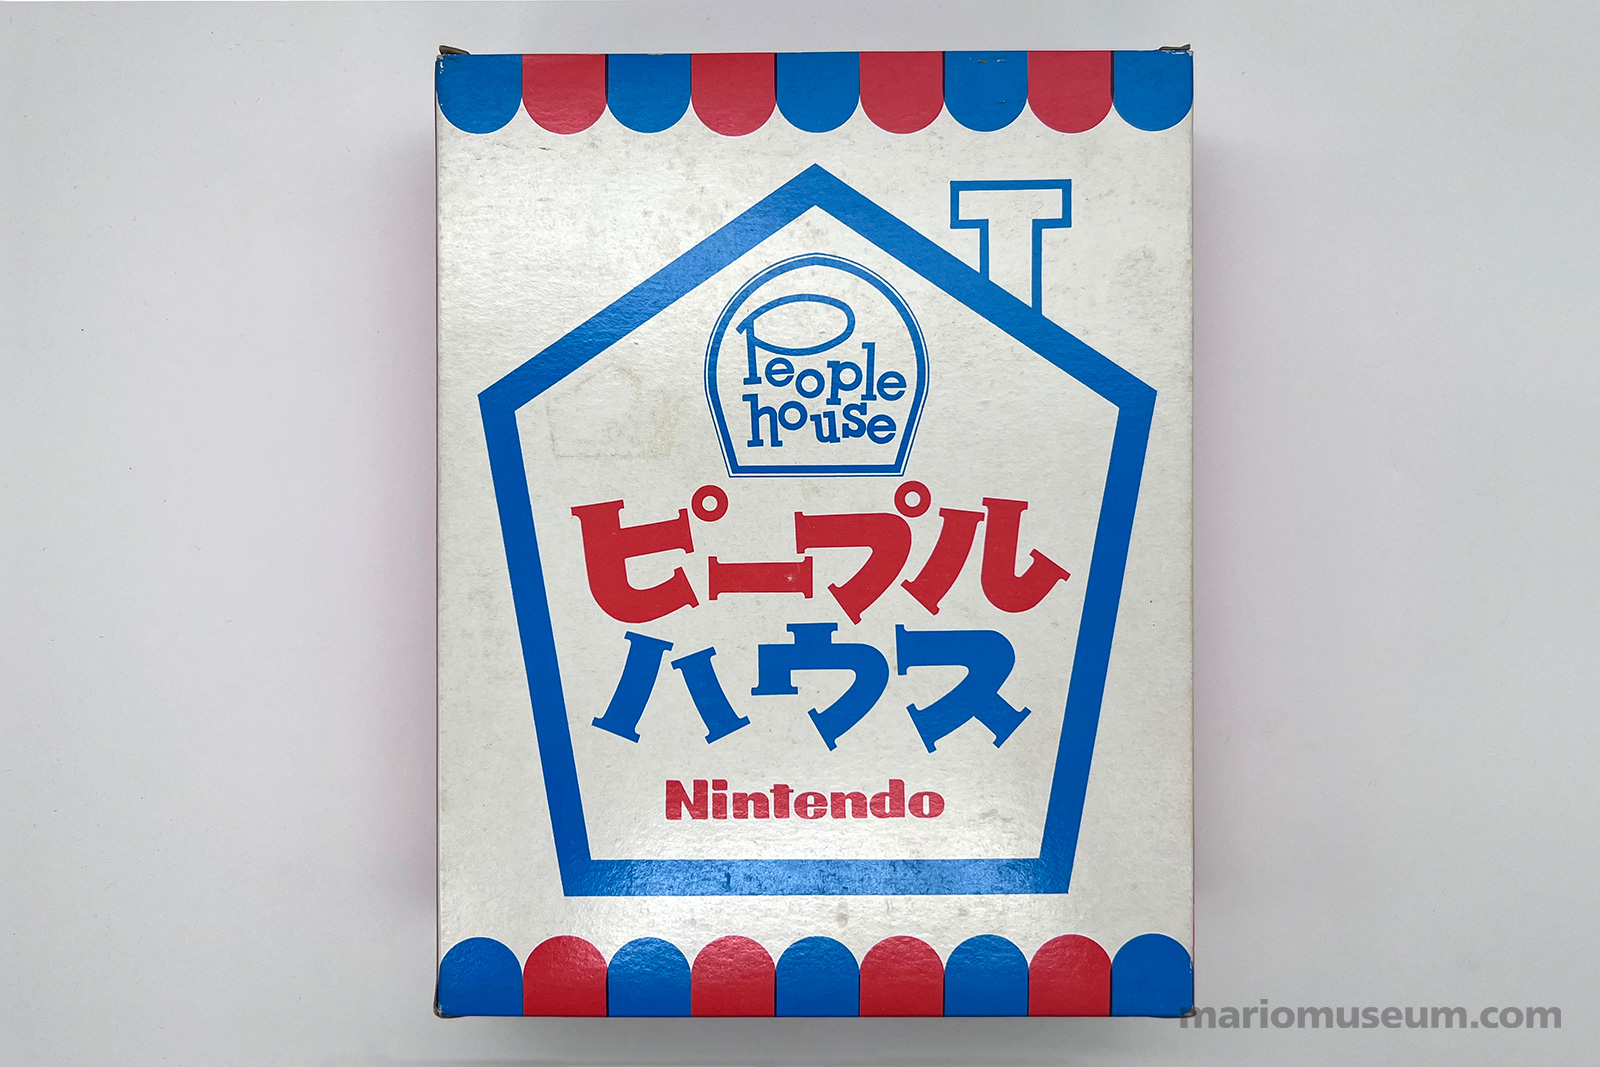 People
house
ピープル
ハウス
Nintendo
mariomuseum.com